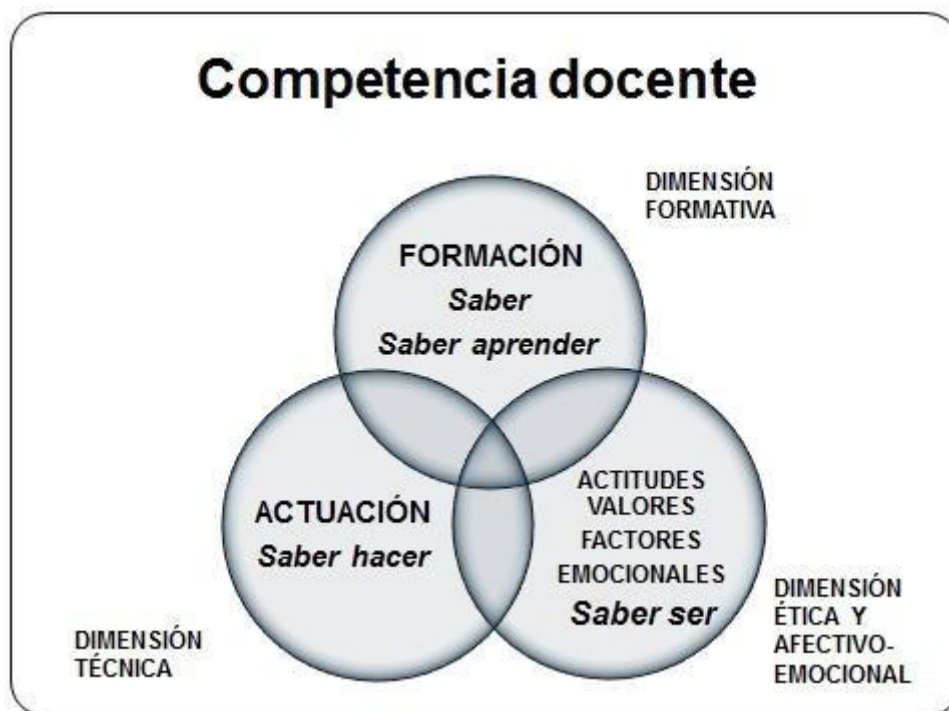 Competencia docente
DIMENSIÓN
FORMATIVA
FORMACIÓN
Saber
Saber aprender
ACTUACIÓN
Saber hacer
ACTITUDES
VALORES
FACTORES
EMOCIONALES
Saber ser
DIMENSIÓN
TÉCNICA
DIMENSIÓN
ÉTICA Y
AFECTIVO-
EMOCIONAL